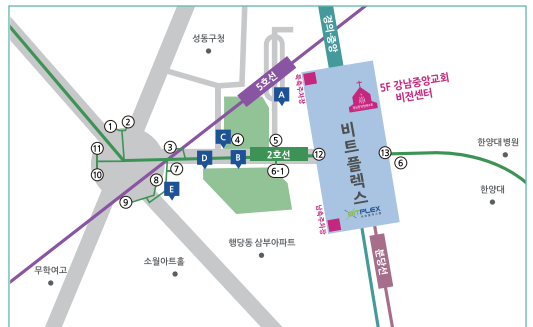 경의·중앙
성동구청
5호선
북측주차장
A
5F 강남중앙교회
비전센터
1
2
C
4
5
한양대병원
11
3
D
B
2호선
12
비트플렉스
13
6
10
7
8
E
6-1
한양대
9
남측주차장
BITPLEX
행당동 삼부아파트
소월아트홀
무학여고
분당선